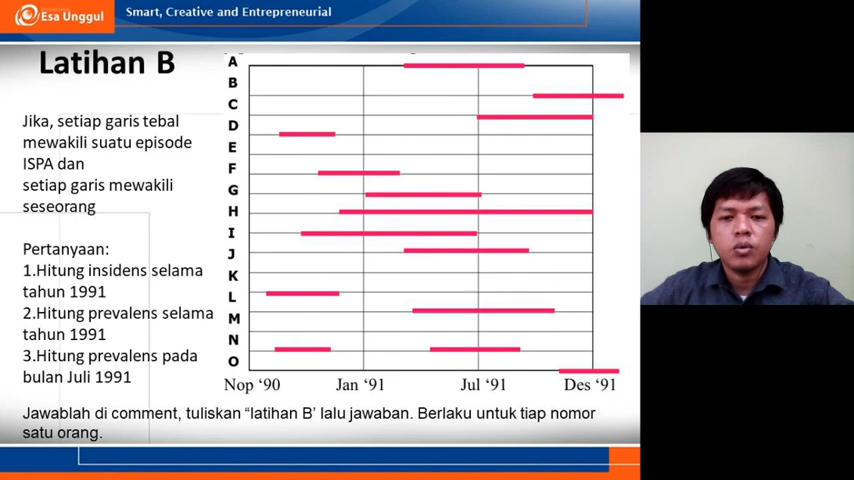 Esa Unggul
Smart, Creative and Entrepreneurial
Latihan B
Jika, setiap garis tebal
mewakili suatu episode
ISPA dan
setiap garis mewakili
seseorang
Pertanyaan:
1.Hitung insidens selama
tahun 1991
2.Hitung prevalens selama
tahun 1991
3.Hitung prevalens pada
bulan Juli 1991
A
B
C
D
E
F
G
H
I
J
K
L
M
N
O
Nop ‘90 Jan ‘91 Jul ’91 Des ’91
Jawablah di comment, tuliskan “latihan B’ lalu jawaban. Berlaku untuk tiap nomor
satu orang.